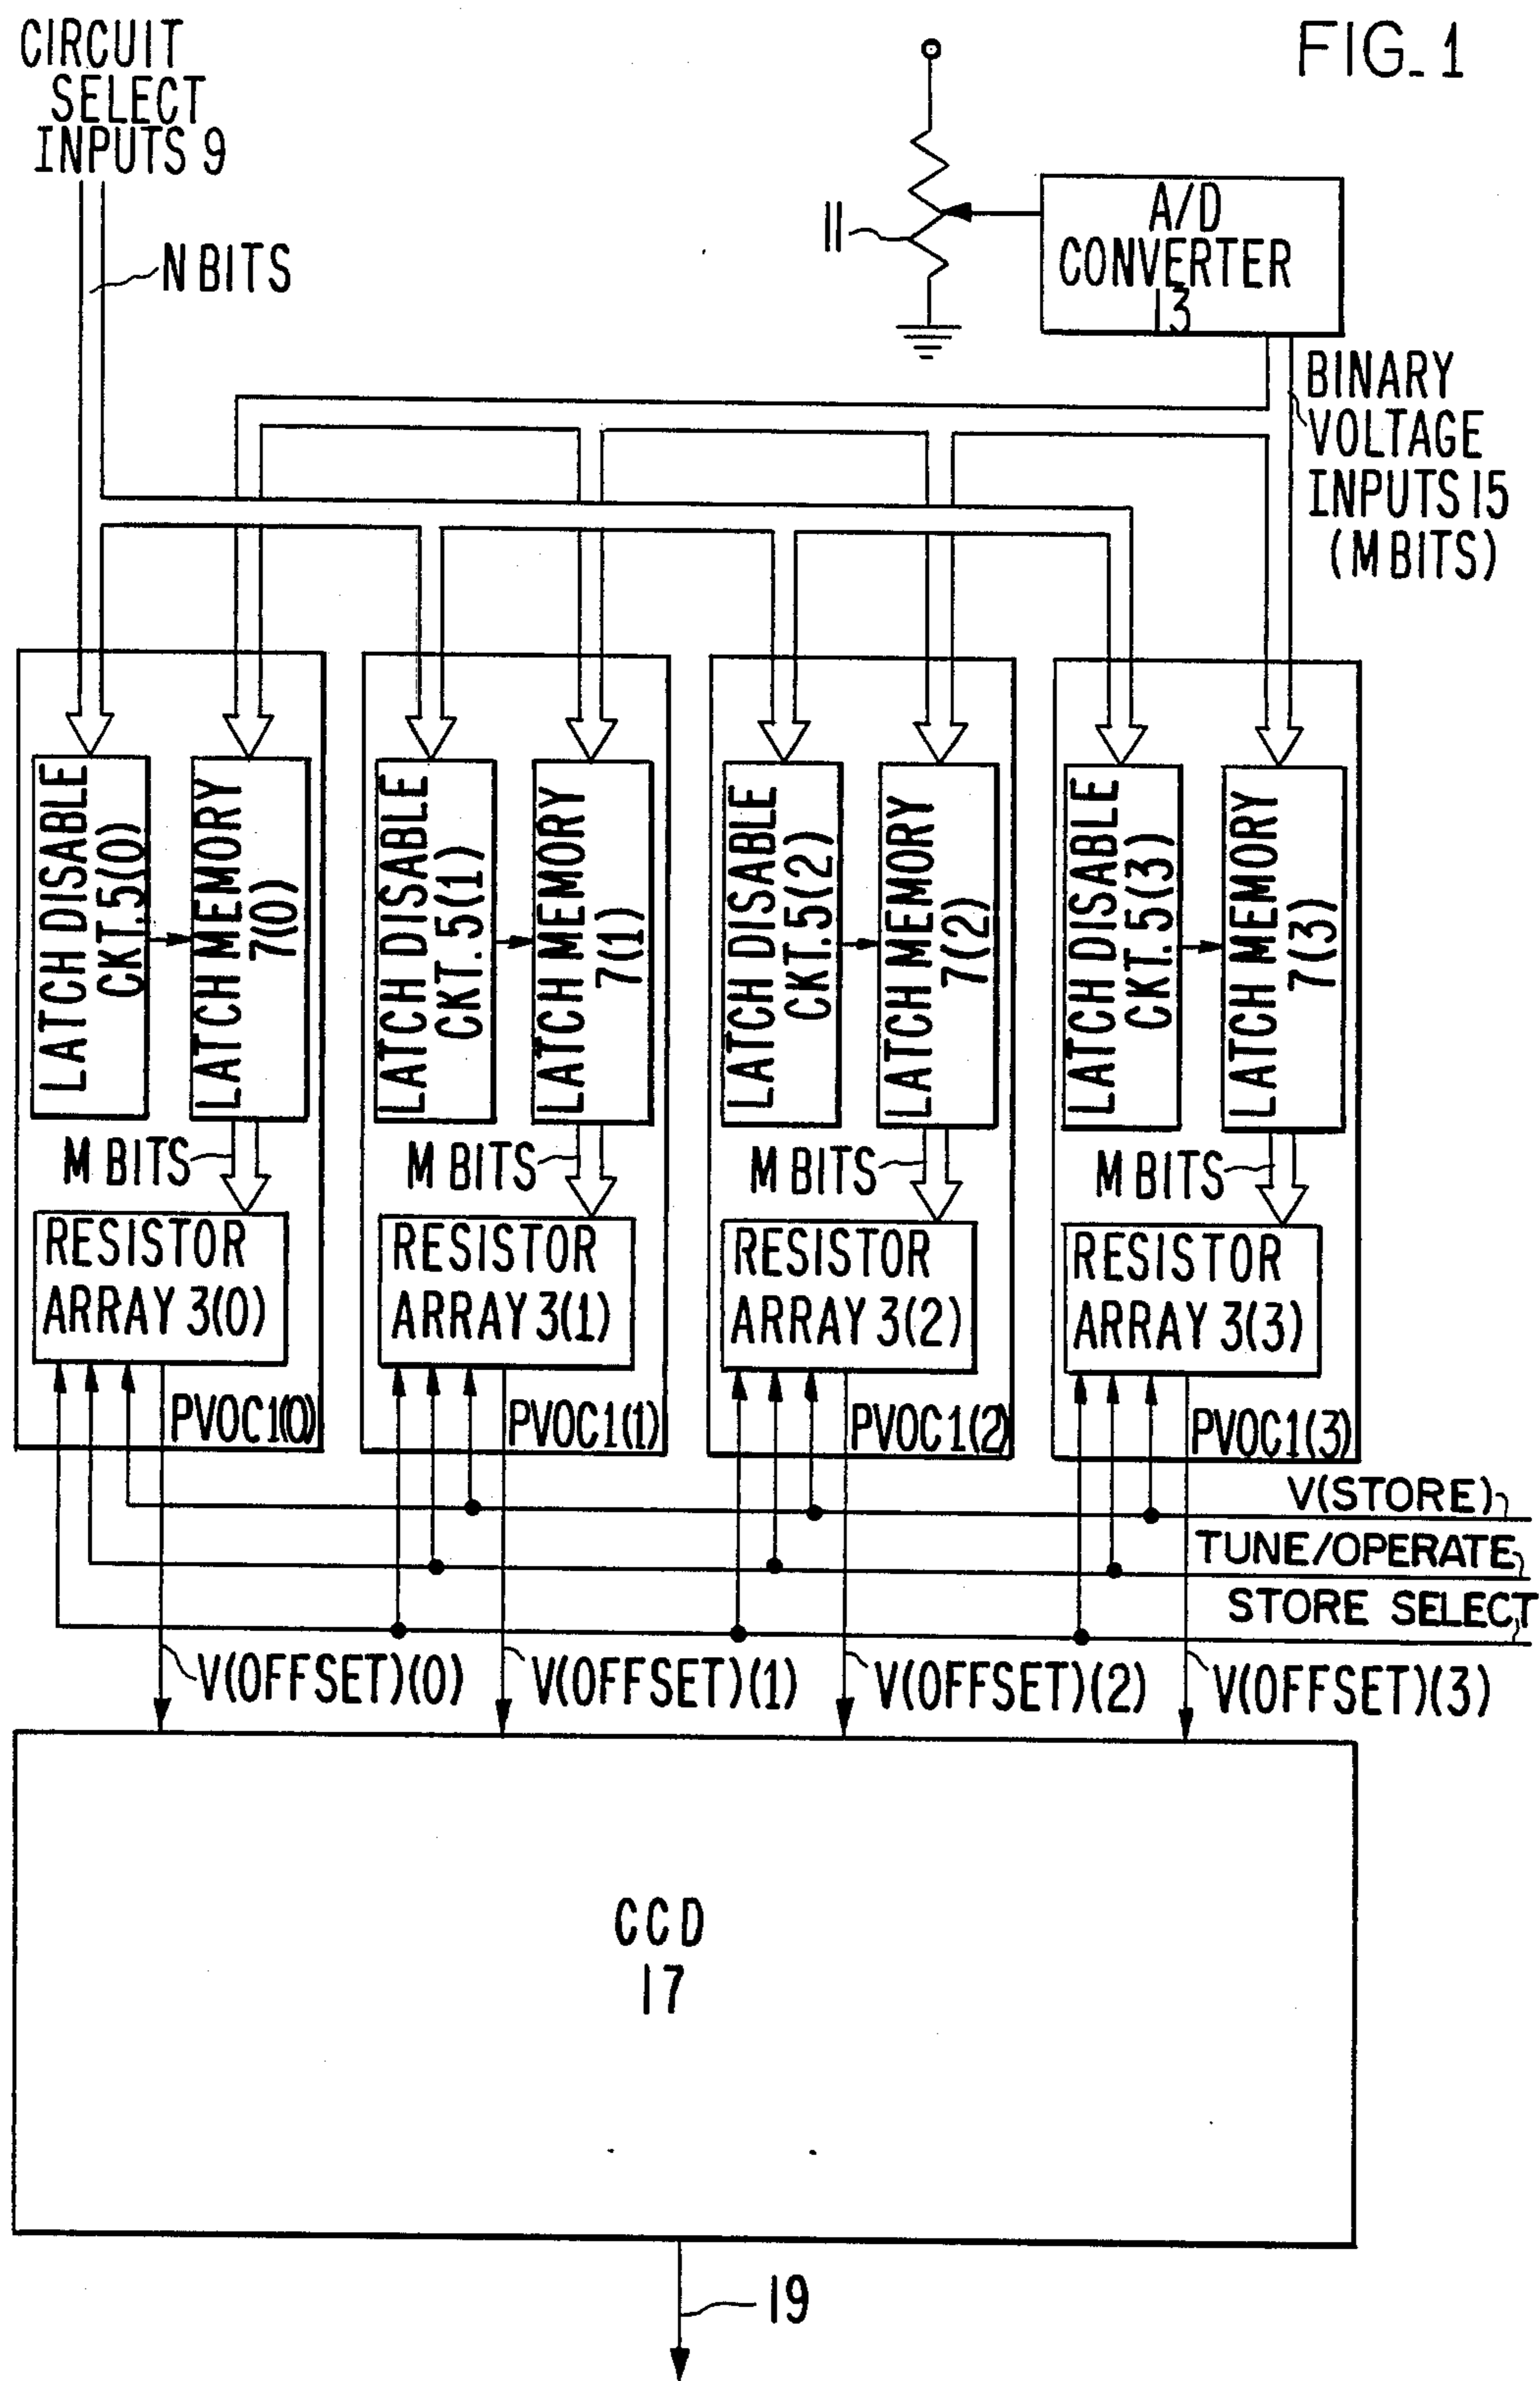 FIG. 1
CIRCUIT
SELECT
INPUTS 9
N BITS
11
A/D
CONVERTER
13
BINARY
VOLTAGE
INPUTS 15
(M BITS)
LATCH DISABLE
CKT. 5(0)
LATCH MEMORY
7(0)
LATCH DISABLE
CKT. 5(1)
LATCH MEMORY
7(1)
LATCH DISABLE
CKT. 5(2)
LATCH MEMORY
7(2)
LATCH DISABLE
CKT. 5(3)
LATCH MEMORY
7(3)
M BITS
M BITS
M BITS
M BITS
RESISTOR
ARRAY 3(0)
RESISTOR
ARRAY 3(1)
RESISTOR
ARRAY 3(2)
RESISTOR
ARRAY 3(3)
PVOC1(0)
PVOC1(1)
PVOC1(2)
PVOC1(3)
V(STORE)
TUNE/OPERATE
STORE SELECT
V(OFFSET)(0)
V(OFFSET)(1)
V(OFFSET)(2)
V(OFFSET)(3)
CCD
17
19